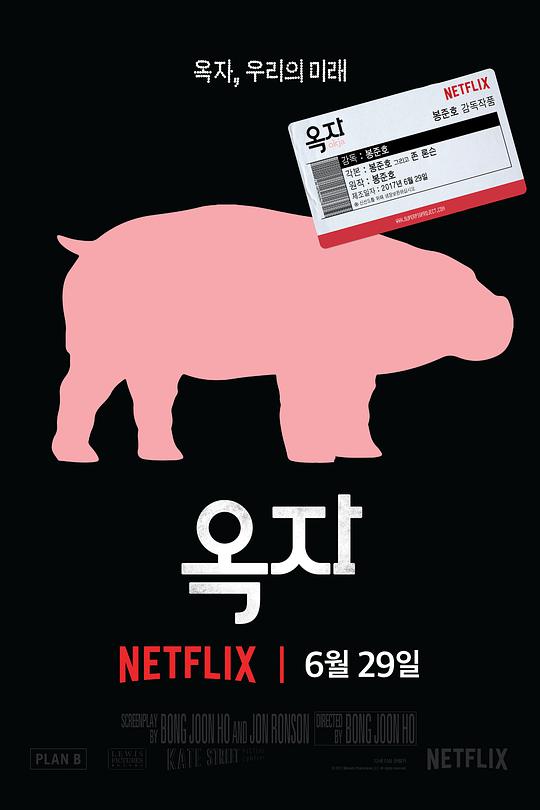 옥자, 우리의 미래
NETFLIX
봉준호 감독작품
옥자
okja
감독 : 봉준호
각본 : 봉준호 그리고 존 론슨
원작 : 봉준호
제조일자 : 2017년 6월 29일
WWW.SUPERPIGPROJECT.COM
옥자
NETFLIX | 6월 29일
SCREENPLAY BY BONG JOON HO AND JON RONSON DIRECTED BY BONG JOON HO
PLAN B
LEWIS PICTURES
KATE STREET
NETFLIX